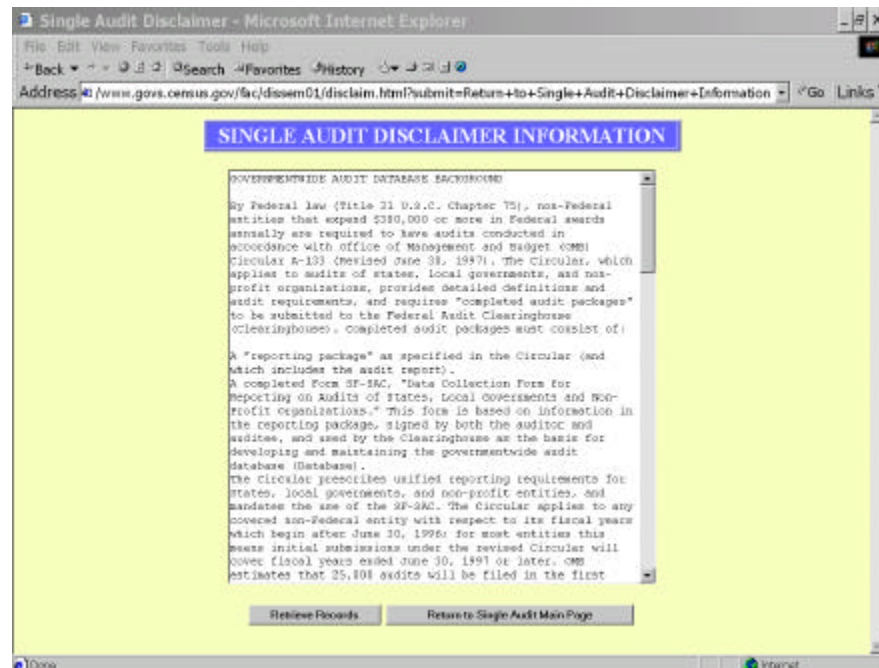 Single Audit Disclaimer - Microsoft Internet Explorer
File Edit View Favorites Tools Help
Back Search Favorites History
Address /www.govs.census.gov/fac/dissem01/disclaim.html?submit=Return+to+Single+Audit+Disclaimer+Information Go Links
SINGLE AUDIT DISCLAIMER INFORMATION
GOVERNMENTWIDE AUDIT DATABASE BACKGROUND
By Federal law (Title 31 U.S.C. Chapter 75), non-Federal
entities that expend $300,000 or more in Federal awards
annually are required to have audits conducted in
accordance with Office of Management and Budget (OMB)
Circular A-133 (Revised June 30, 1997). The Circular, which
applies to audits of states, local governments, and non-
profit organizations, provides detailed definitions and
audit requirements, and requires "completed audit packages"
to be submitted to the Federal Audit Clearinghouse
(Clearinghouse). Completed audit packages must consist of:
A "reporting package" as specified in the Circular (and
which includes the audit report).
A completed Form SF-SAC, "Data Collection Form for
Reporting on Audits of States, Local Governments and Non-
Profit Organizations." This form is based on information in
the reporting package, signed by both the auditor and
auditee, and used by the Clearinghouse as the basis for
developing and maintaining the governmentwide audit
database (Database).
The Circular prescribes unified reporting requirements for
states, local governments, and non-profit entities, and
mandates the use of the SF-SAC. The Circular applies to any
covered non-Federal entity with respect to its fiscal years
which begin after June 30, 1996; for most entities this
means initial submissions under the revised Circular will
cover fiscal years ended June 30, 1997 or later. OMB
estimates that 25,000 audits will be filed in the first
Retrieve Records Return to Single Audit Main Page
Done Internet